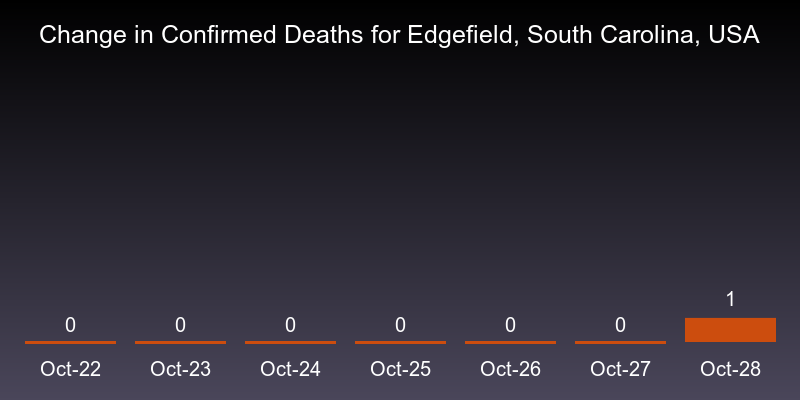 Change in Confirmed Deaths for Edgefield, South Carolina, USA
0 0 0 0 0 0 1
Oct-22 Oct-23 Oct-24 Oct-25 Oct-26 Oct-27 Oct-28